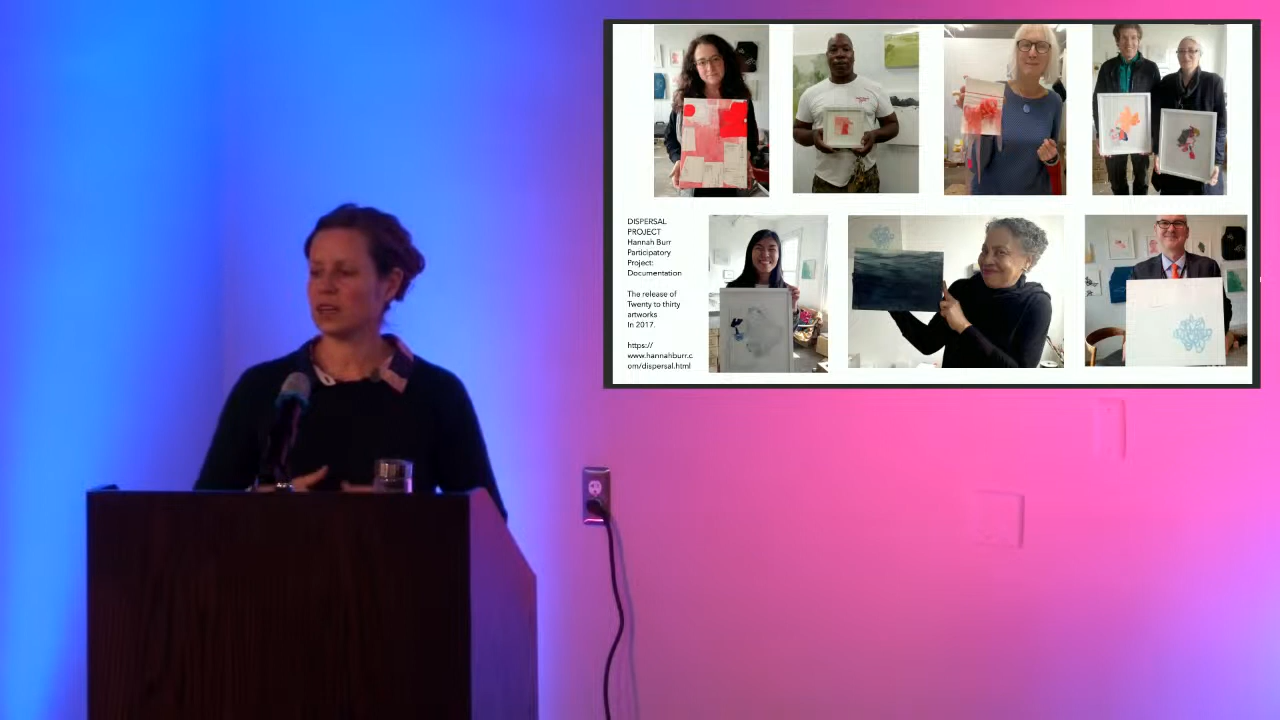 DISPERSAL
PROJECT
Hannah Burr
Participatory
Project:
Documentation
The release of
Twenty to thirty
artworks
In 2017.
https://
www.hannahburr.c
om/dispersal.html